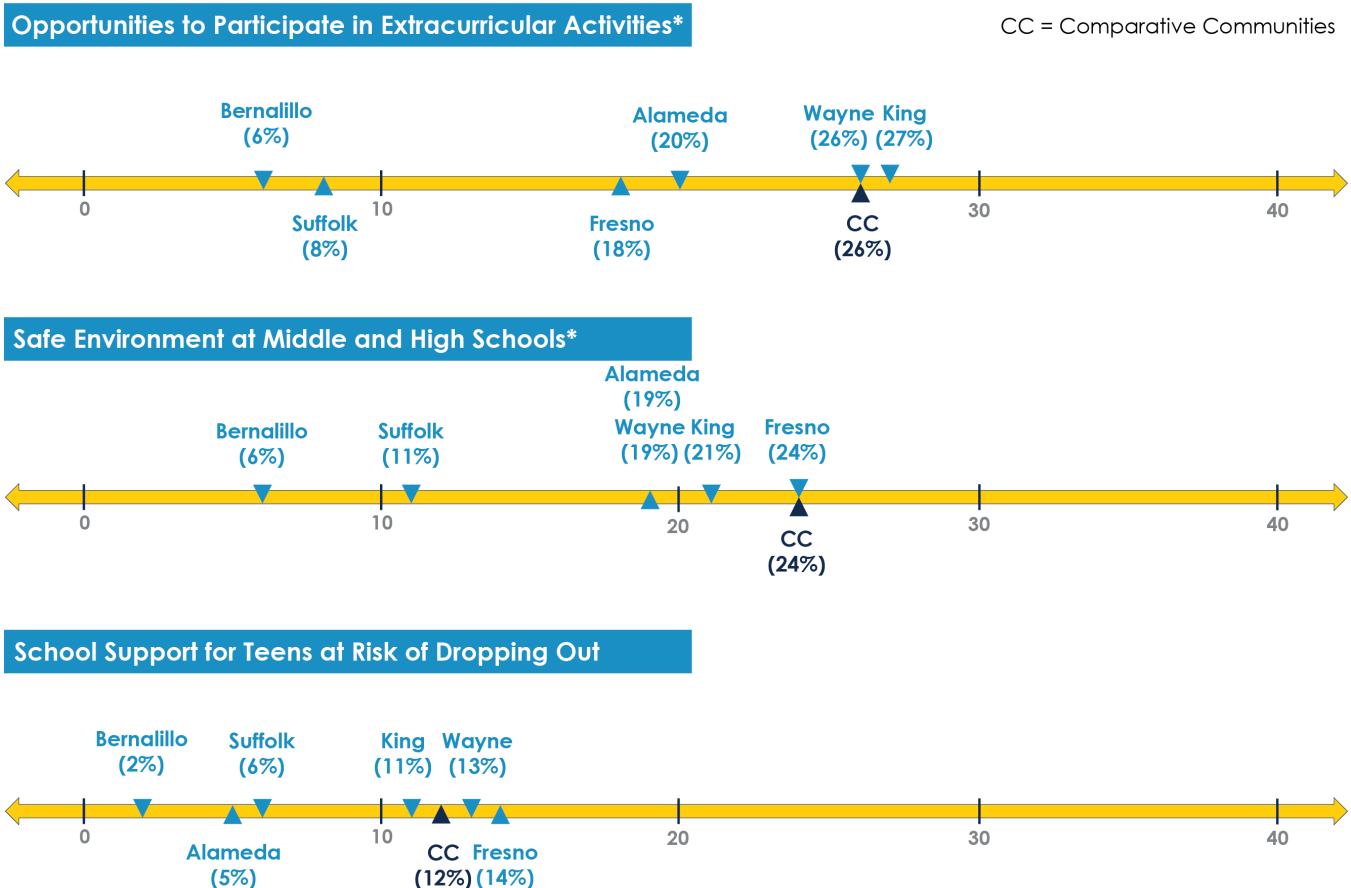 Opportunities to Participate in Extracurricular Activities*
CC = Comparative Communities
Bernalillo
(6%)
Alameda
(20%)
Wayne King
(26%) (27%)
0
10
30
40
Suffolk
(8%)
Fresno
(18%)
CC
(26%)
Safe Environment at Middle and High Schools*
Alameda
(19%)
Bernalillo
(6%)
Suffolk
(11%)
Wayne King
(19%) (21%)
Fresno
(24%)
0
10
20
30
40
CC
(24%)
School Support for Teens at Risk of Dropping Out
Bernalillo
(2%)
Suffolk
(6%)
King
(11%)
Wayne
(13%)
0
10
20
30
40
Alameda
(5%)
CC
(12%)
Fresno
(14%)